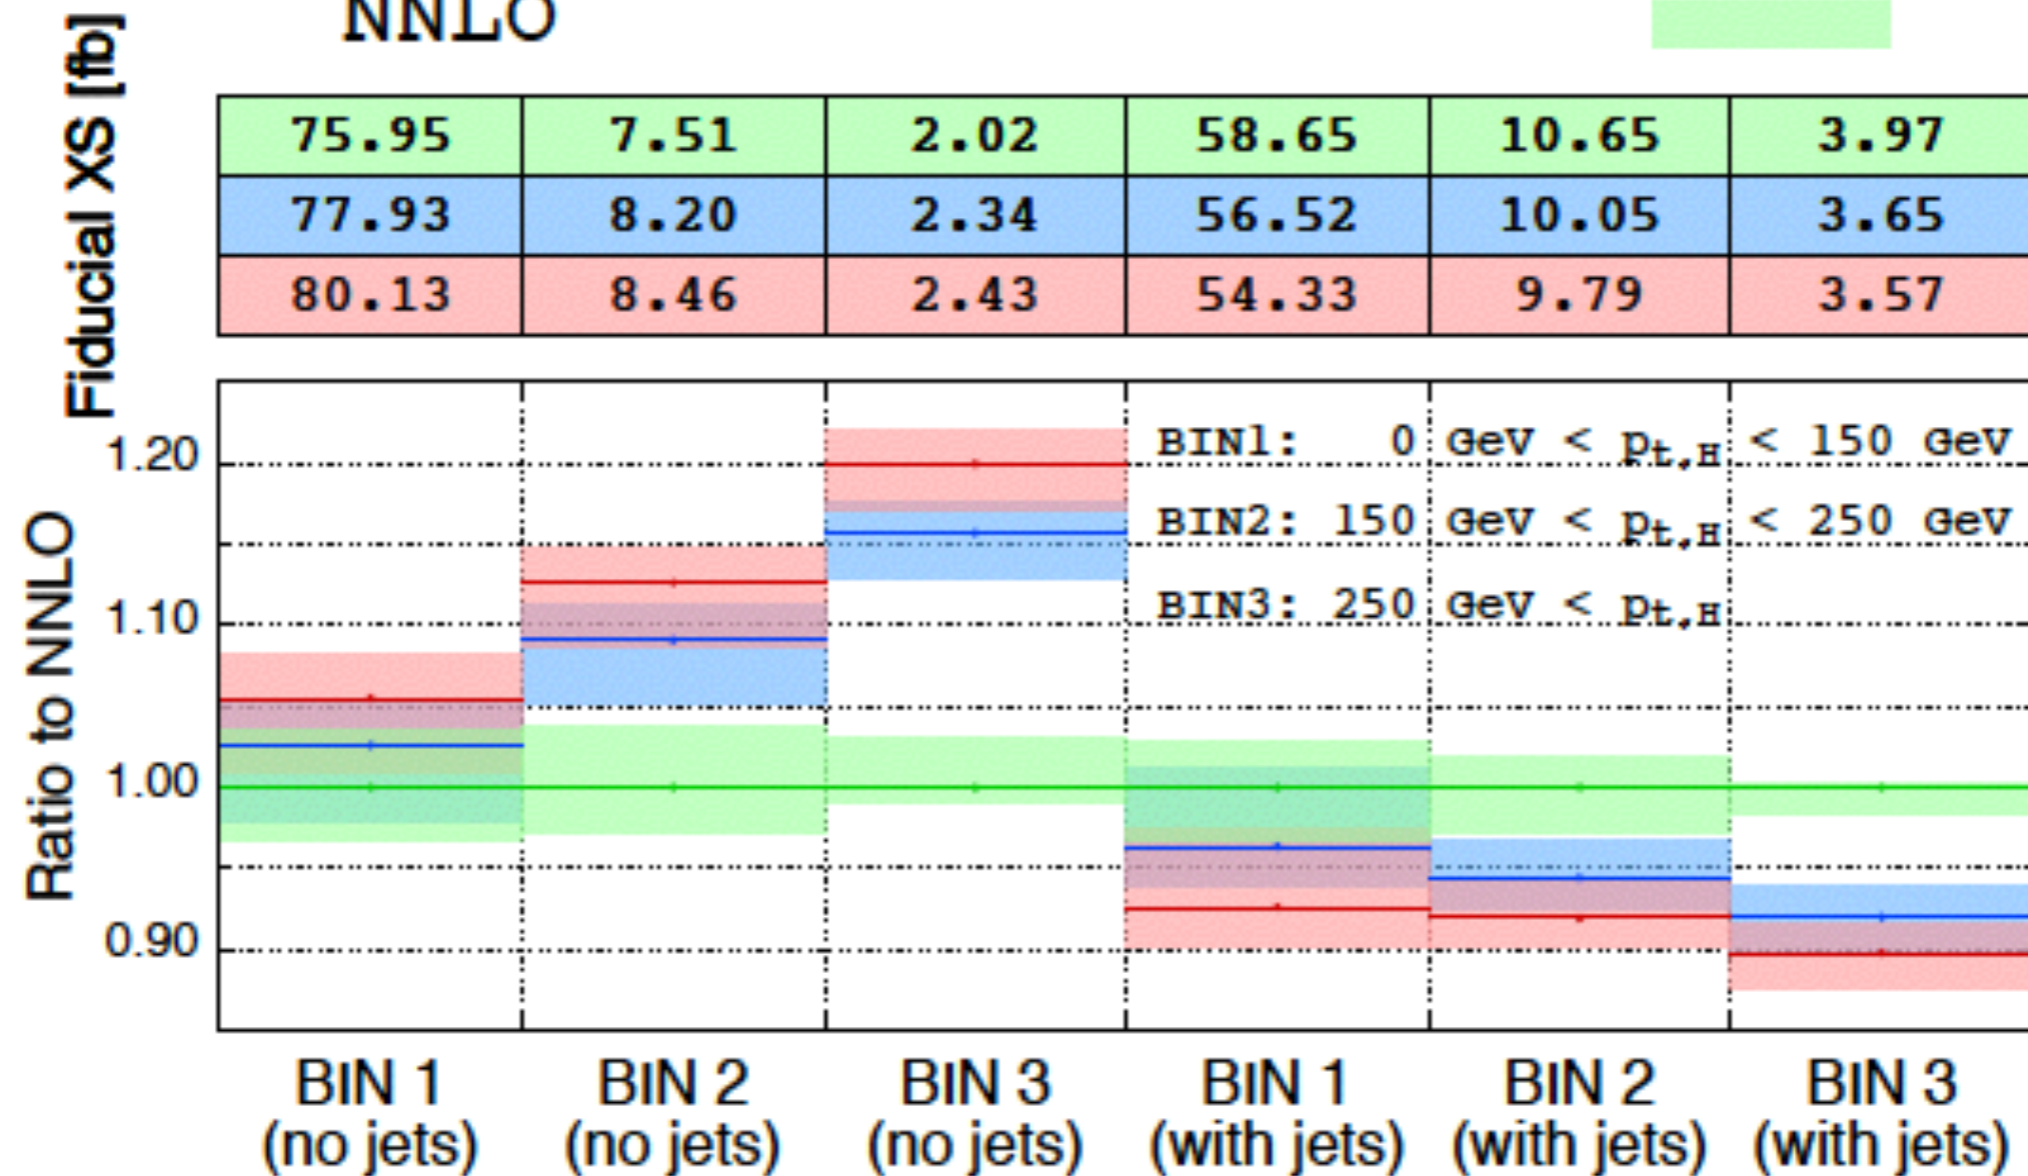 NNLO
Fiducial XS [fb]
75.95 7.51 2.02 58.65 10.65 3.97
77.93 8.20 2.34 56.52 10.05 3.65
80.13 8.46 2.43 54.33 9.79 3.57
Ratio to NNLO
1.20
1.10
1.00
0.90
BIN1: 0 GeV < pt,H < 150 GeV
BIN2: 150 GeV < pt,H < 250 GeV
BIN3: 250 GeV < pt,H
BIN 1 BIN 2 BIN 3 BIN 1 BIN 2 BIN 3
(no jets) (no jets) (no jets) (with jets) (with jets) (with jets)